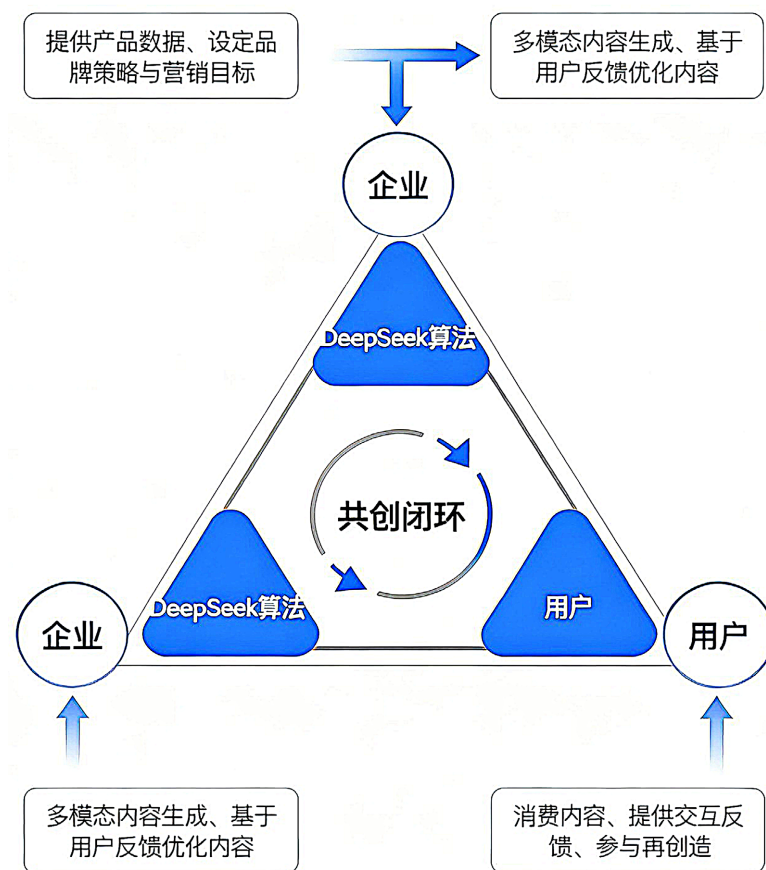 提供产品数据、设定品
牌策略与营销目标
多模态内容生成、基于
用户反馈优化内容
企业
DeepSeek算法
共创闭环
DeepSeek算法
用户
企业
用户
多模态内容生成、基于
用户反馈优化内容
消费内容、提供交互反
馈、参与再创造